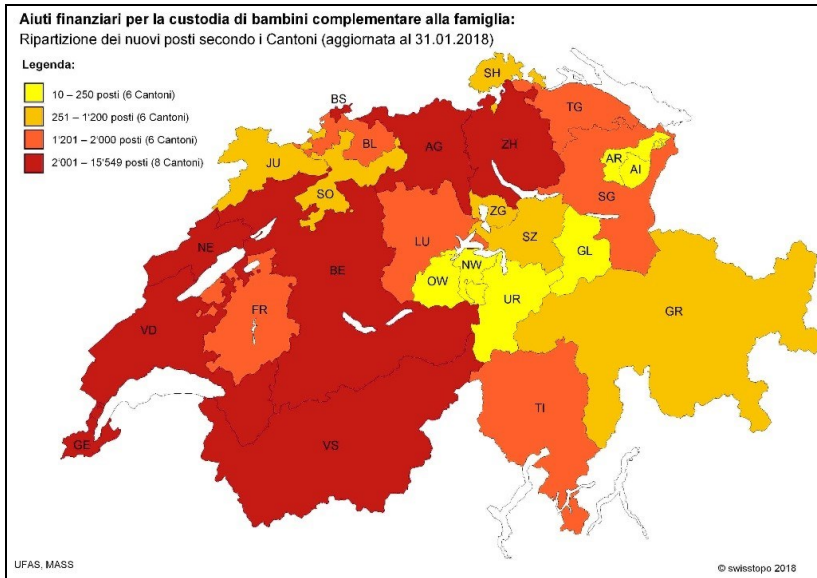 Aiuti finanziari per la custodia di bambini complementare alla famiglia:
Ripartizione dei nuovi posti secondo i Cantoni (aggiornata al 31.01.2018)
Legenda:
10 – 250 posti (6 Cantoni)
251 – 1'200 posti (6 Cantoni)
1'201 – 2'000 posti (6 Cantoni)
2'001 – 15'549 posti (8 Cantoni)
SH
BS
TG
BL
AG
ZH
JU
AR
AI
SO
SG
ZG
NE
LU
SZ
BE
GL
NW
OW
UR
FR
GR
VD
TI
GE
VS
UFAS, MASS
© swisstopo 2018